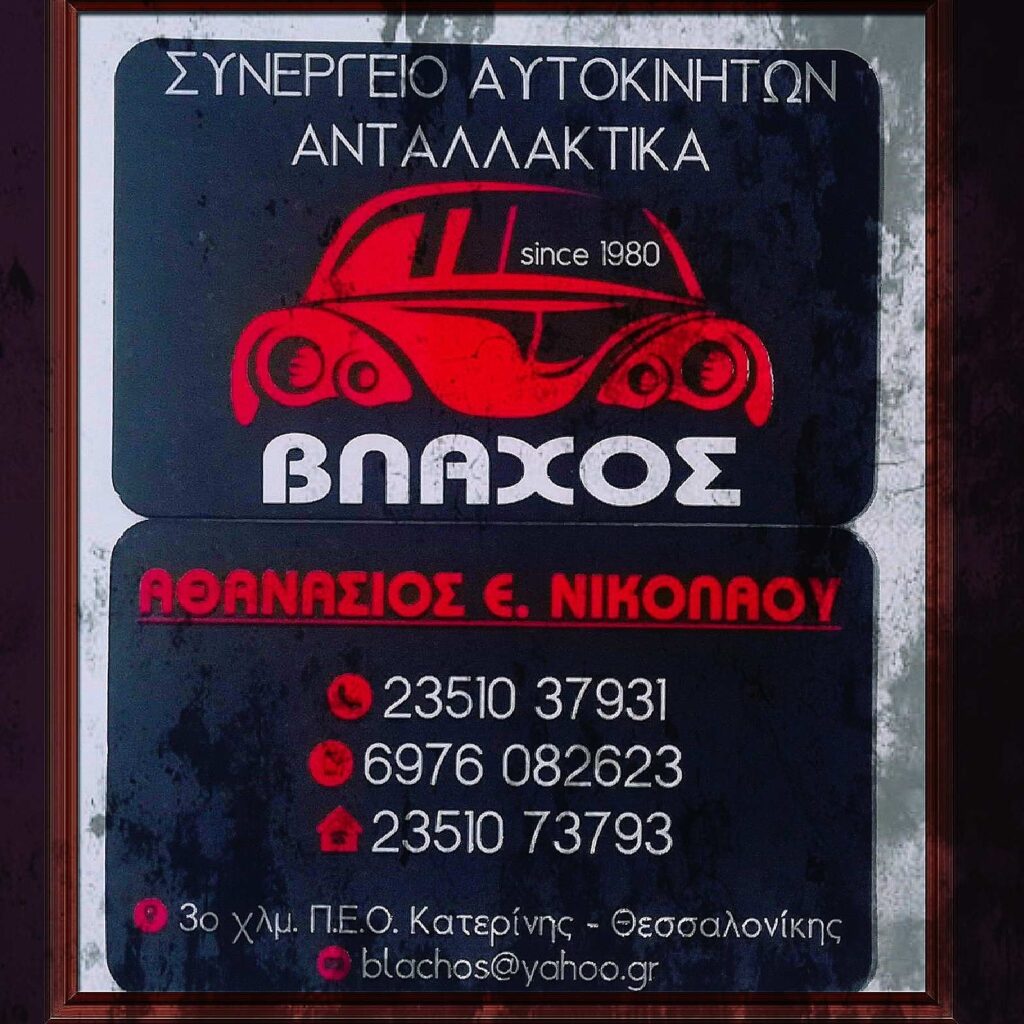 ΣΥΝΕΡΓΕΙΟ ΑΥΤΟΚΙΝΗΤΩΝ
ΑΝΤΑΛΛΑΚΤΙΚΑ
since 1980
ΒΛΑΧΟΣ
ΑΘΑΝΑΣΙΟΣ Ε. ΝΙΚΟΛΑΟΥ
23510 37931
6976 082623
23510 73793
3ο χλμ. Π.Ε.Ο. Κατερίνης - Θεσσαλονίκης
blachos@yahoo.gr